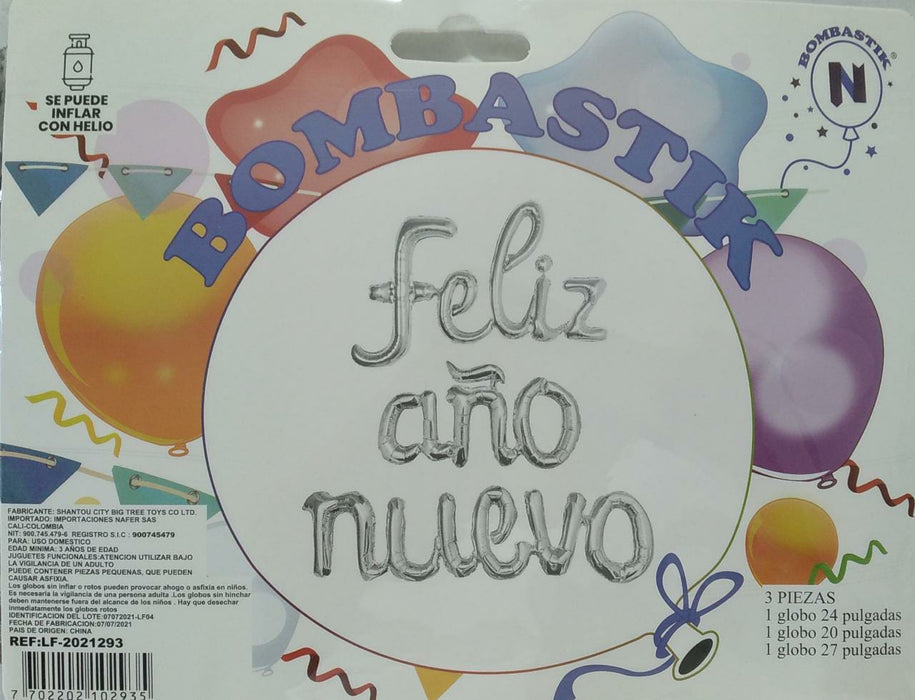 SE PUEDE
INFLAR
CON HELIO
BOMBASTIK
BOMBASTIK®
N
feliz
año
nuevo
FABRICANTE: SHANTOU CITY BIG TREE TOYS CO LTD.
IMPORTADO: IMPORTACIONES NAFER SAS
CALI-COLOMBIA
NIT: 900.745.479-6 REGISTRO S.I.C : 900745479
PARA: USO DOMESTICO
EDAD MINIMA: 3 AÑOS DE EDAD
JUGUETES FUNCIONALES:ATENCION UTILIZAR BAJO
LA VIGILANCIA DE UN ADULTO
PUEDE CONTENER PIEZAS PEQUENAS, QUE PUEDEN
CAUSAR ASFIXIA.
Los globos sin inflar o rotos pueden provocar ahogo o asfixia en niños.
Es necesaria la vigilancia de una persona adulta .Los globos sin hinchar
deben mantenerse fuera del alcance de los niños . Hay que desechar
inmediatamente los globos rotos
IDENTIFICACION DEL LOTE:07072021-LF04
FECHA DE FABRICACION:07/07/2021
PAIS DE ORIGEN: CHINA
REF:LF-2021293
7 702202 102935
3 PIEZAS
1 globo 24 pulgadas
1 globo 20 pulgadas
1 globo 27 pulgadas